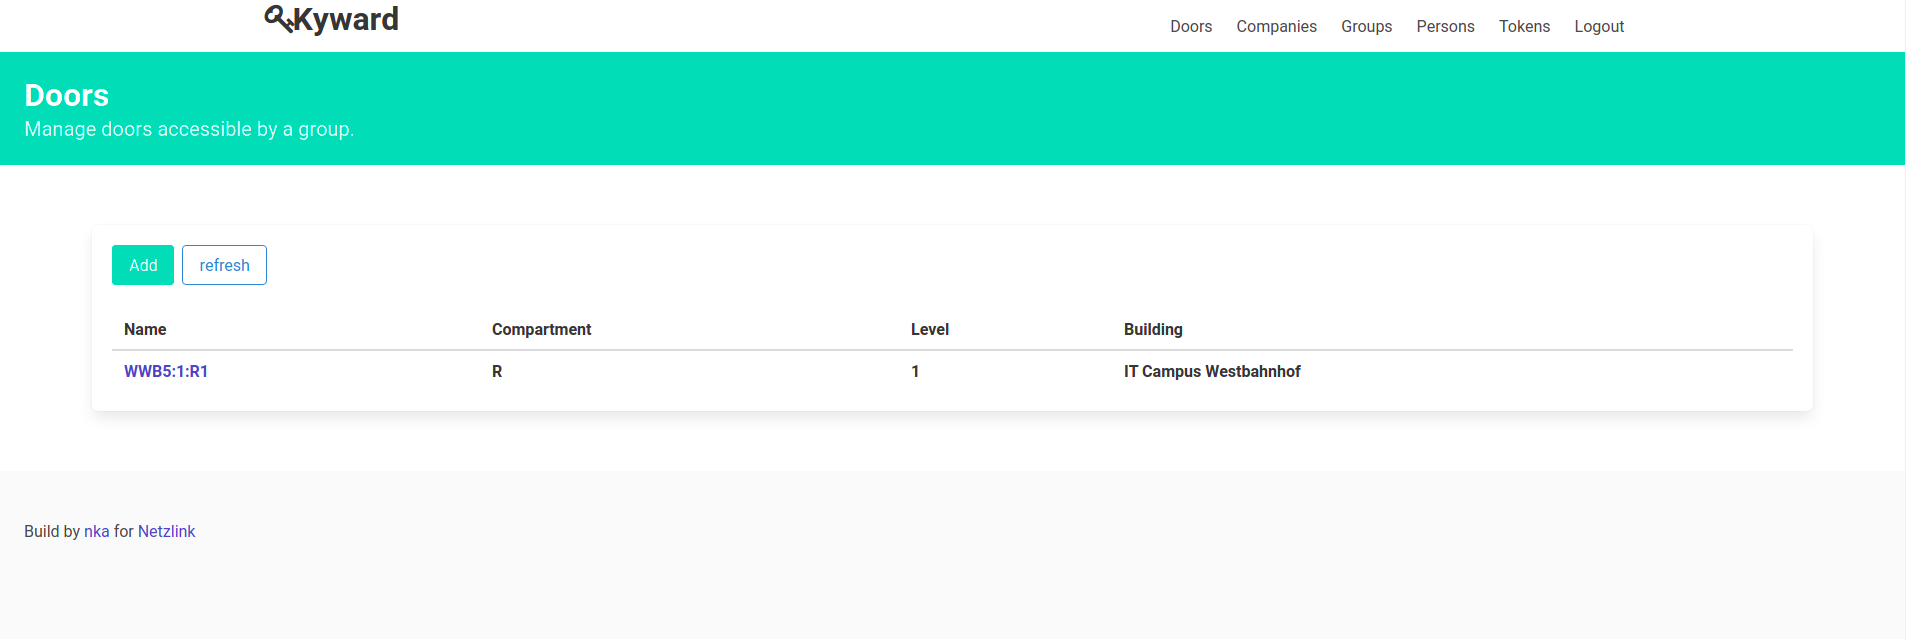 Kyward
Doors Companies Groups Persons Tokens Logout
Doors
Manage doors accessible by a group.
Add refresh
Name Compartment Level Building
WWB5:1:R1 R 1 IT Campus Westbahnhof
Build by nka for Netzlink